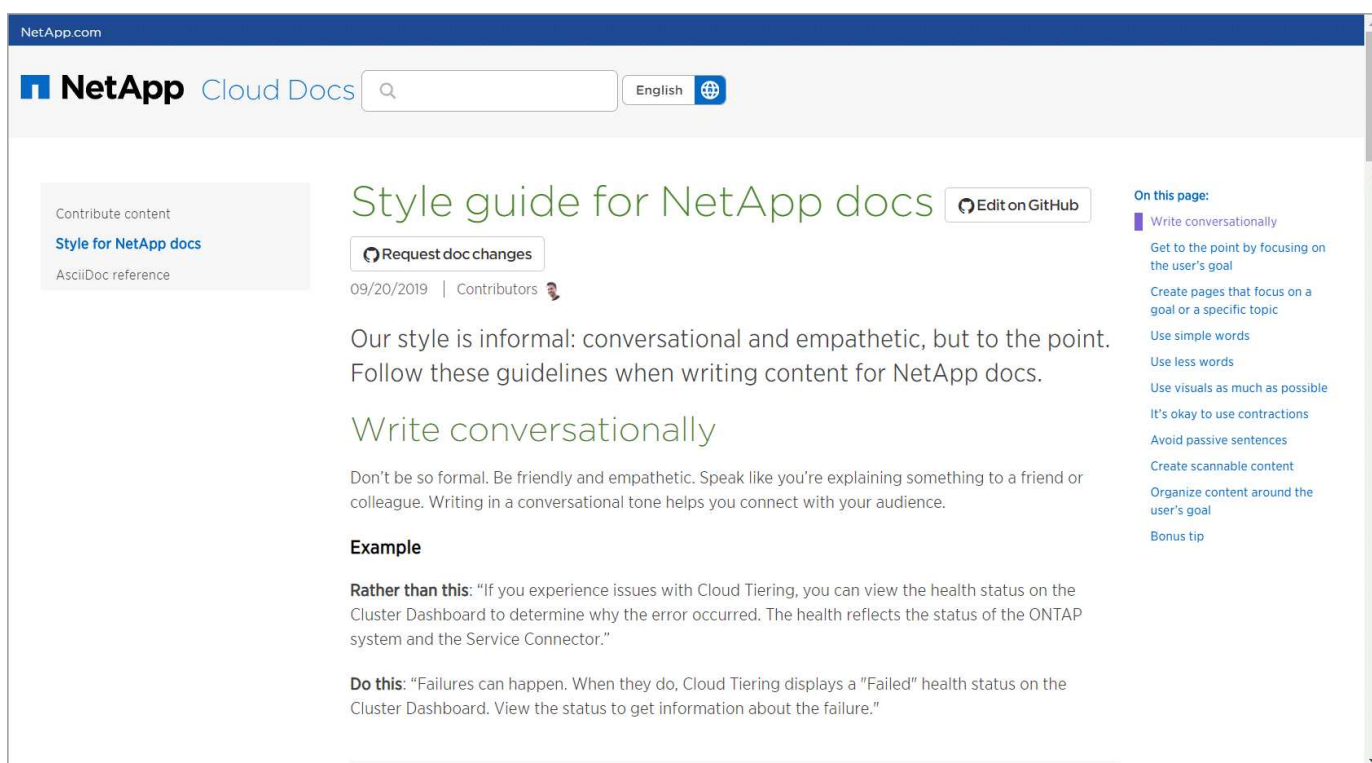 NetApp.com
NetApp Cloud Docs
English
Contribute content
Style for NetApp docs
AsciiDoc reference
Style guide for NetApp docs
Edit on GitHub
Request doc changes
09/20/2019 | Contributors
Our style is informal: conversational and empathetic, but to the point.
Follow these guidelines when writing content for NetApp docs.
Write conversationally
Don't be so formal. Be friendly and empathetic. Speak like you're explaining something to a friend or
colleague. Writing in a conversational tone helps you connect with your audience.
Example
Rather than this: “If you experience issues with Cloud Tiering, you can view the health status on the
Cluster Dashboard to determine why the error occurred. The health reflects the status of the ONTAP
system and the Service Connector.”
Do this: “Failures can happen. When they do, Cloud Tiering displays a "Failed" health status on the
Cluster Dashboard. View the status to get information about the failure."
On this page:
Write conversationally
Get to the point by focusing on
the user's goal
Create pages that focus on a
goal or a specific topic
Use simple words
Use less words
Use visuals as much as possible
It's okay to use contractions
Avoid passive sentences
Create scannable content
Organize content around the
user's goal
Bonus tip